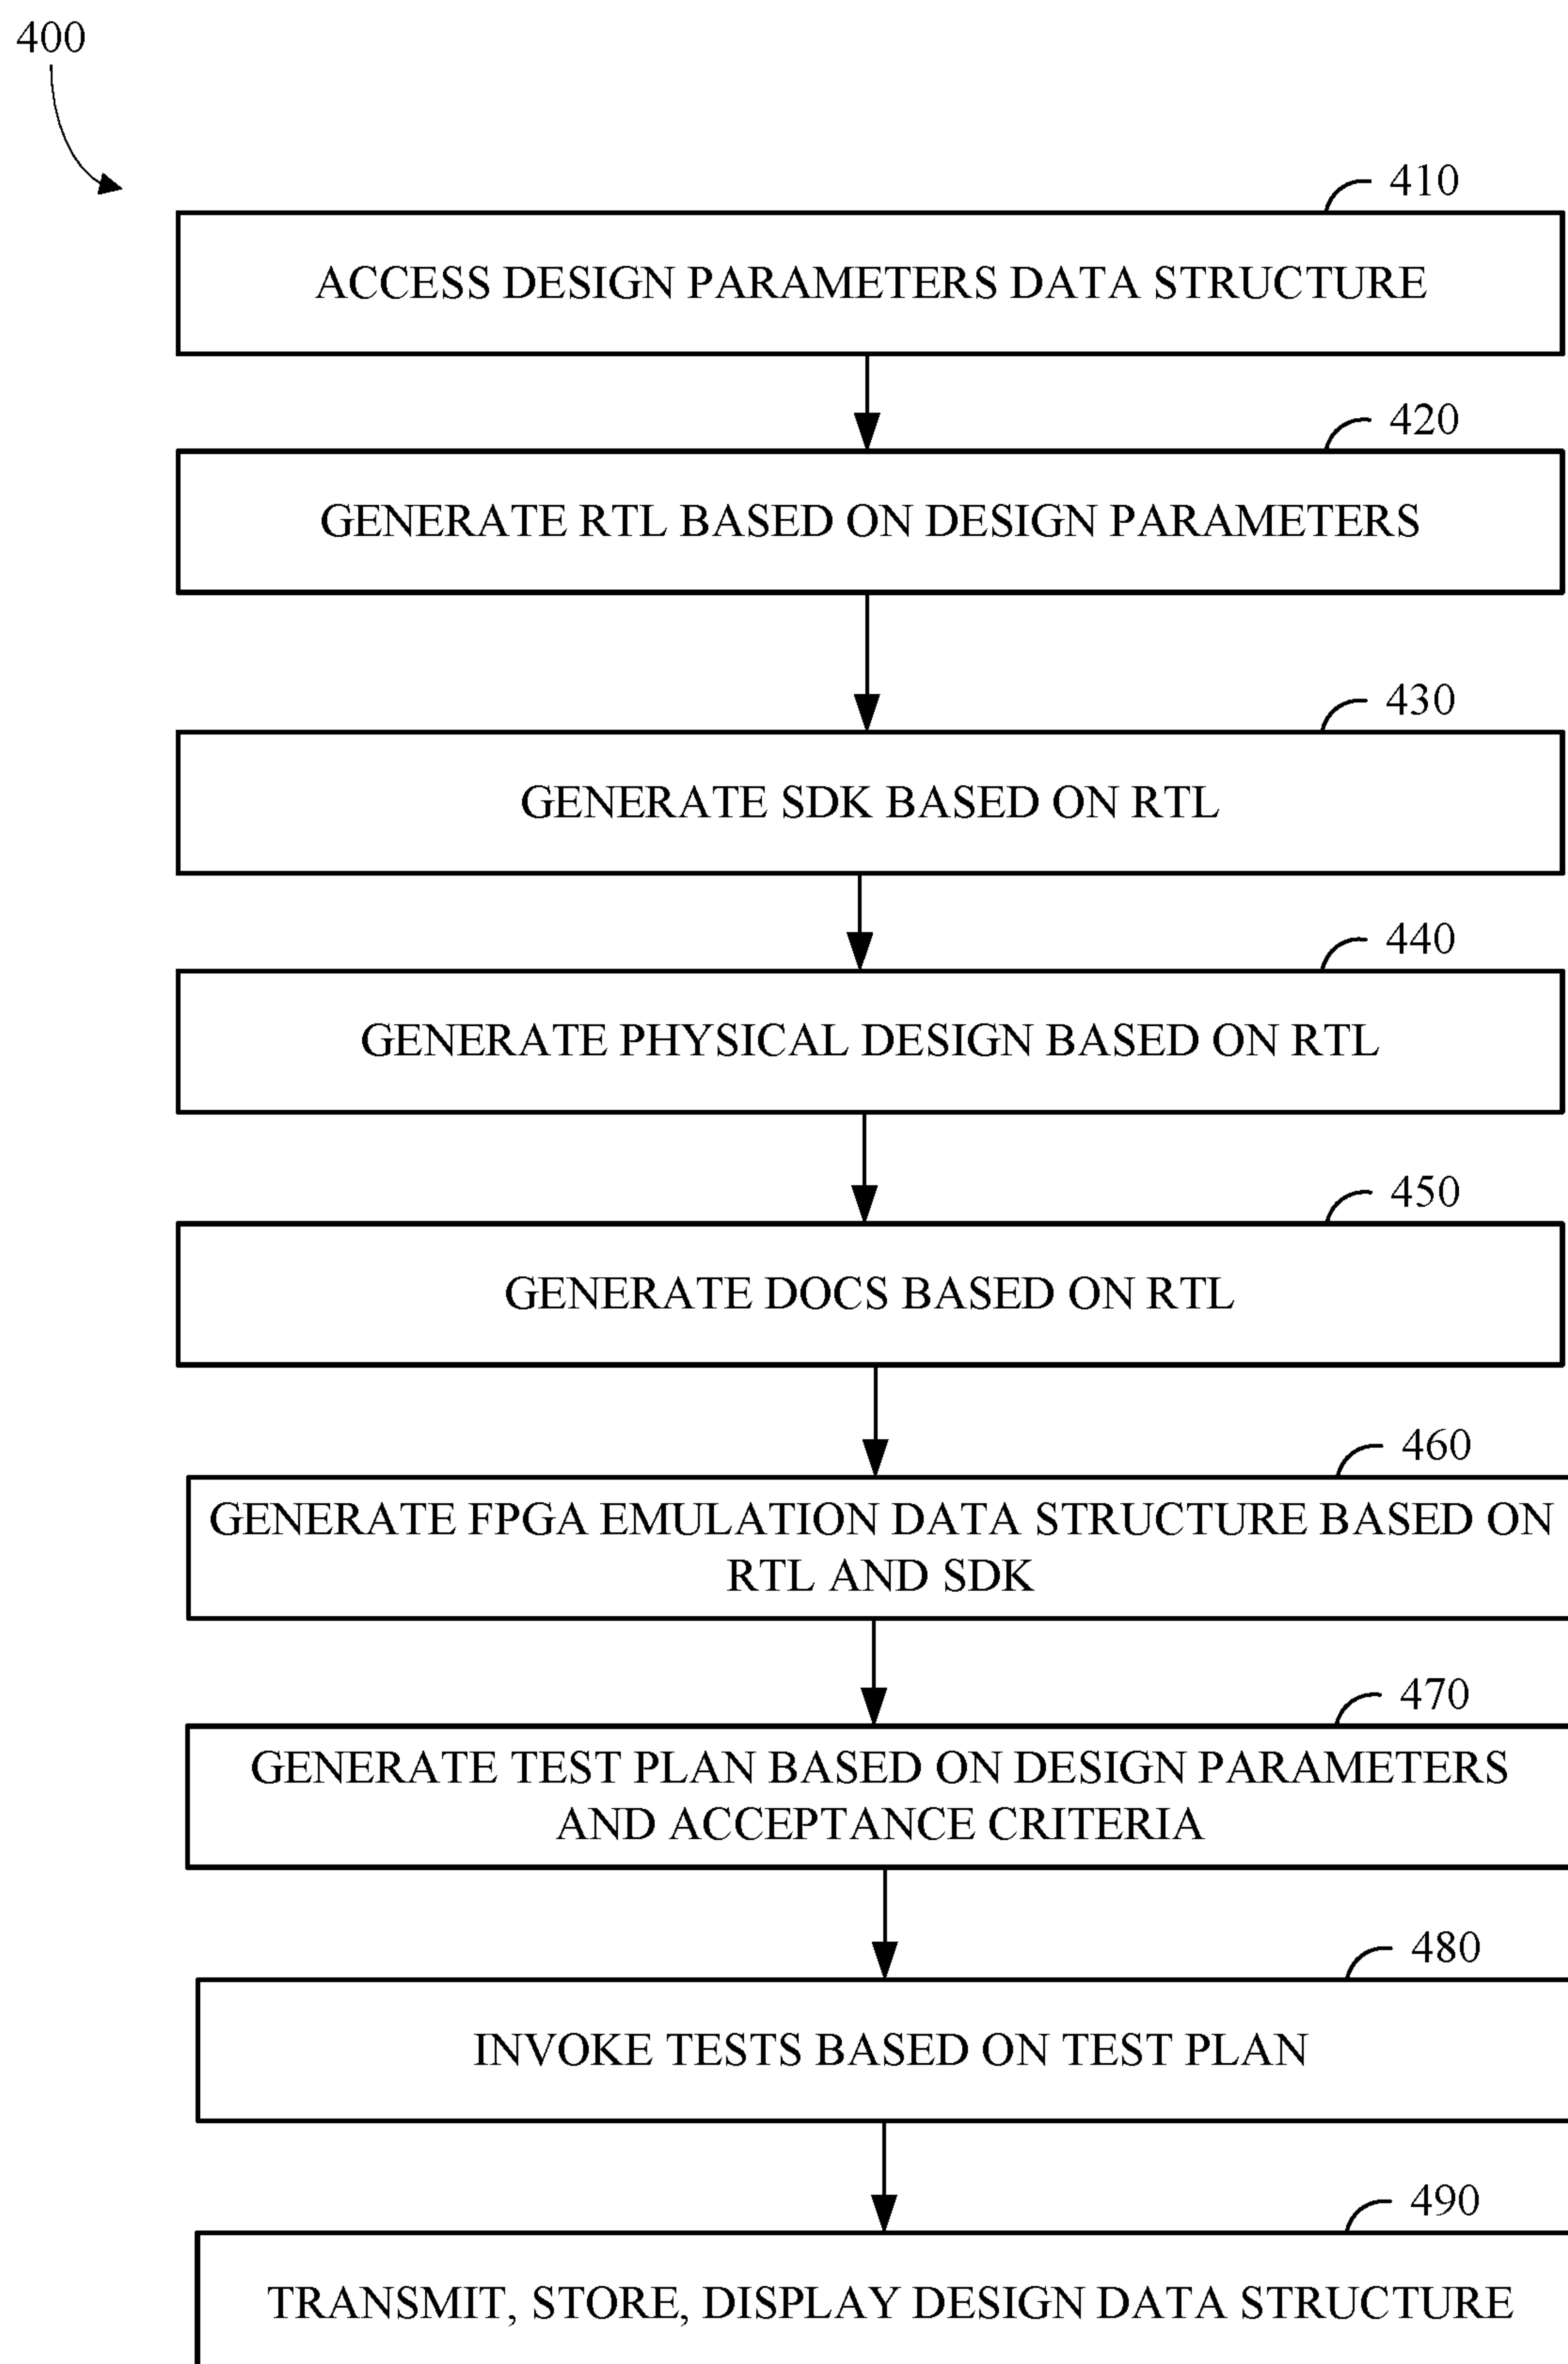 400
410
ACCESS DESIGN PARAMETERS DATA STRUCTURE
420
GENERATE RTL BASED ON DESIGN PARAMETERS
430
GENERATE SDK BASED ON RTL
440
GENERATE PHYSICAL DESIGN BASED ON RTL
450
GENERATE DOCS BASED ON RTL
460
GENERATE FPGA EMULATION DATA STRUCTURE BASED ON
RTL AND SDK
470
GENERATE TEST PLAN BASED ON DESIGN PARAMETERS
AND ACCEPTANCE CRITERIA
480
INVOKE TESTS BASED ON TEST PLAN
490
TRANSMIT, STORE, DISPLAY DESIGN DATA STRUCTURE